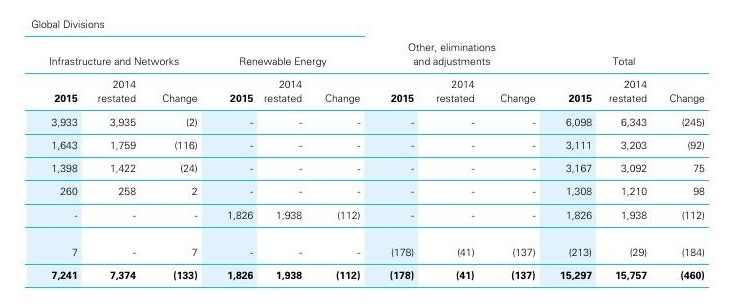 Global Divisions
Infrastructure and Networks Renewable Energy Other, eliminations and adjustments Total
2015 2014 restated Change 2015 2014 restated Change 2015 2014 restated Change 2015 2014 restated Change
3,933 3,935 (2) - - - - - - 6,098 6,343 (245)
1,643 1,759 (116) - - - - - - 3,111 3,203 (92)
1,398 1,422 (24) - - - - - - 3,167 3,092 75
260 258 2 - - - - - - 1,308 1,210 98
- - - 1,826 1,938 (112) - - - 1,826 1,938 (112)
7 - 7 - - - (178) (41) (137) (213) (29) (184)
7,241 7,374 (133) 1,826 1,938 (112) (178) (41) (137) 15,297 15,757 (460)